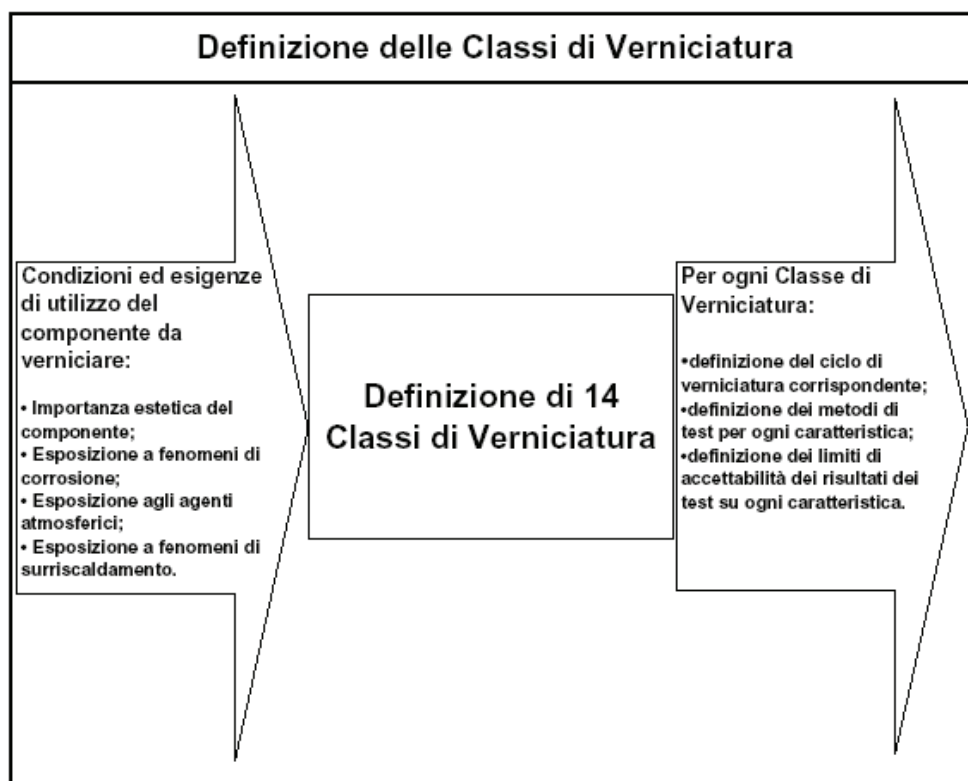 Definizione delle Classi di Verniciatura
Condizioni ed esigenze
di utilizzo del
componente da
verniciare:
• Importanza estetica del
componente;
• Esposizione a fenomeni di
corrosione;
• Esposizione agli agenti
atmosferici;
• Esposizione a fenomeni di
surriscaldamento.
Definizione di 14
Classi di Verniciatura
Per ogni Classe di
Verniciatura:
•definizione del ciclo di
verniciatura corrispondente;
•definizione dei metodi di
test per ogni caratteristica;
•definizione dei limiti di
accettabilità dei risultati dei
test su ogni caratteristica.